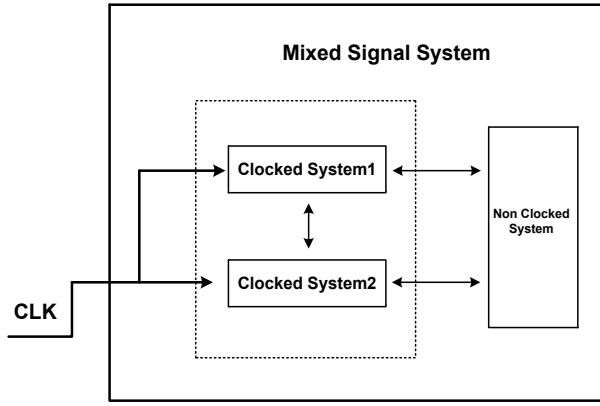 Mixed Signal System
Clocked System1
Non Clocked
System
Clocked System2
CLK